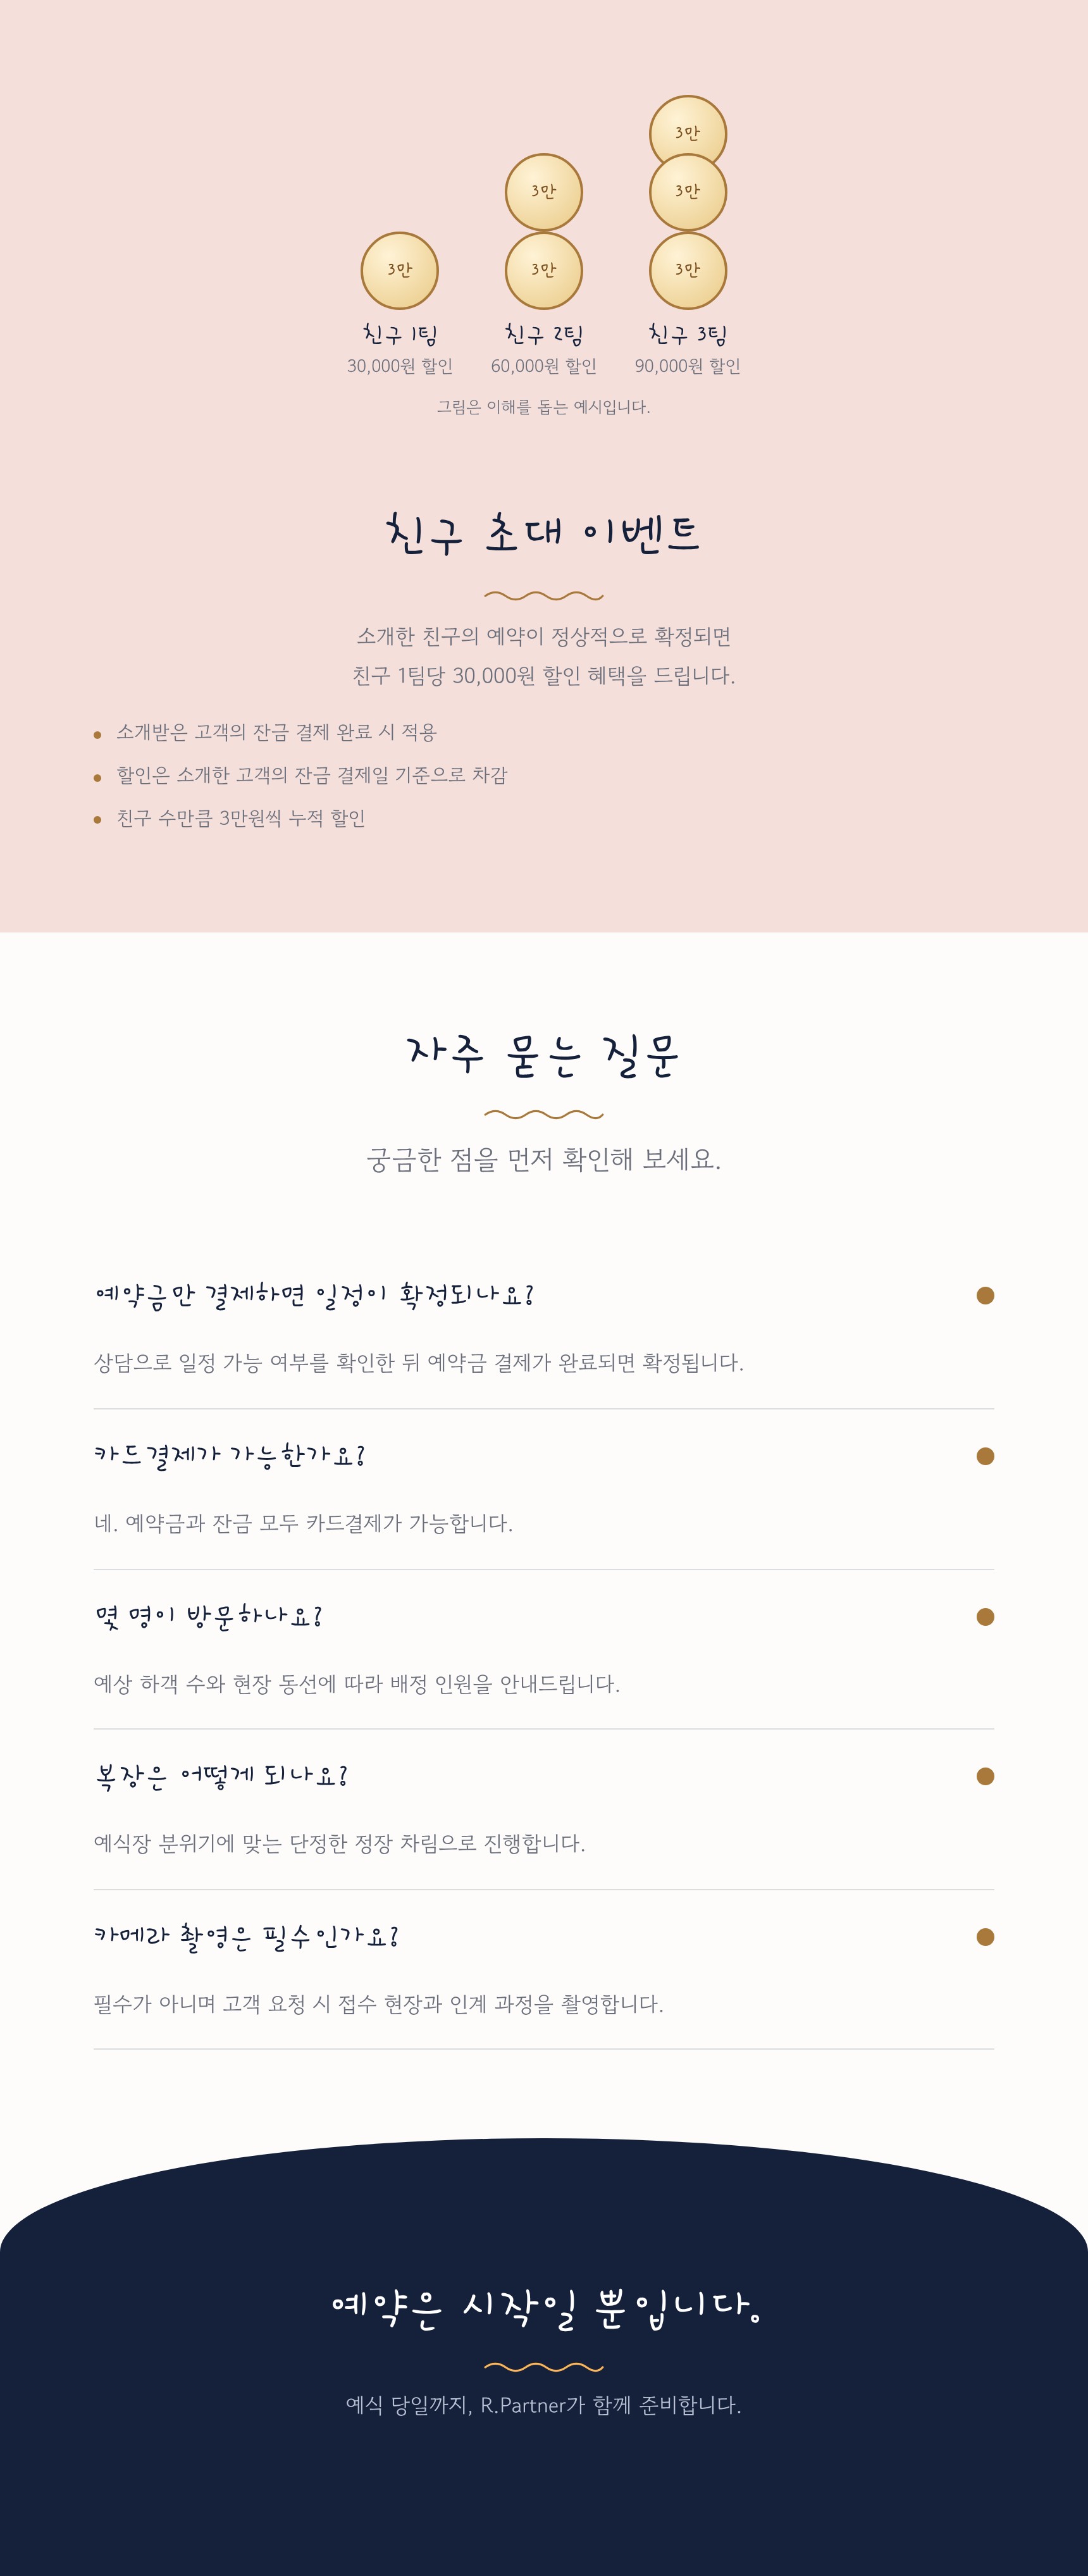 3만
3만
3만
3만
3만
3만
친구 1팀
친구 2팀
친구 3팀
30,000원 할인
60,000원 할인
90,000원 할인
그림은 이해를 돕는 예시입니다.
친구 초대 이벤트
소개한 친구의 예약이 정상적으로 확정되면
친구 1팀당 30,000원 할인 혜택을 드립니다.
소개받은 고객의 잔금 결제 완료 시 적용
할인은 소개한 고객의 잔금 결제일 기준으로 차감
친구 수만큼 3만원씩 누적 할인
자주 묻는 질문
궁금한 점을 먼저 확인해 보세요.
예약금만 결제하면 일정이 확정되나요?
상담으로 일정 가능 여부를 확인한 뒤 예약금 결제가 완료되면 확정됩니다.
카드결제가 가능한가요?
네. 예약금과 잔금 모두 카드결제가 가능합니다.
몇 명이 방문하나요?
예상 하객 수와 현장 동선에 따라 배정 인원을 안내드립니다.
복장은 어떻게 되나요?
예식장 분위기에 맞는 단정한 정장 차림으로 진행합니다.
카메라 촬영은 필수인가요?
필수가 아니며 고객 요청 시 접수 현장과 인계 과정을 촬영합니다.
예약은 시작일 뿐입니다.
예식 당일까지, R.Partner가 함께 준비합니다.